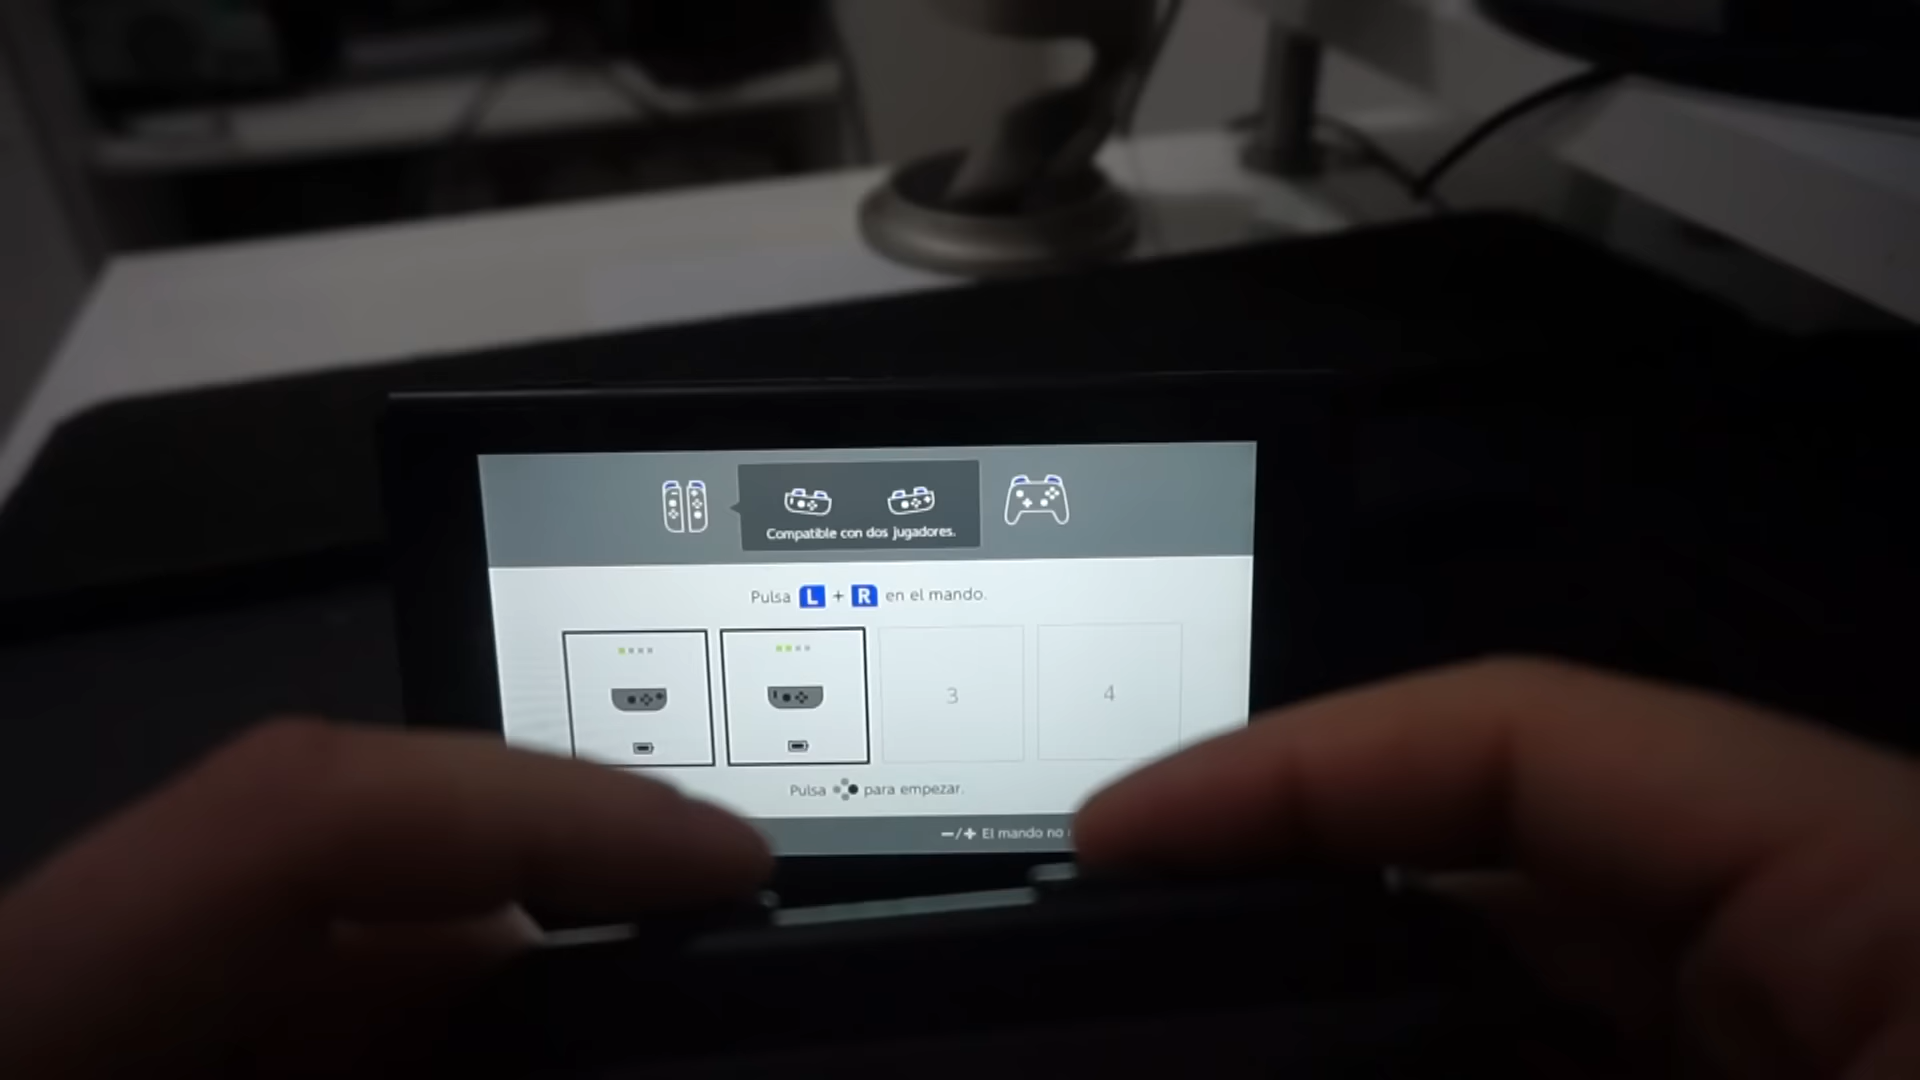 Compatible con dos jugadores.
Pulsa L + R en el mando.
3
4
Pulsa para empezar.
−/+ El mando no